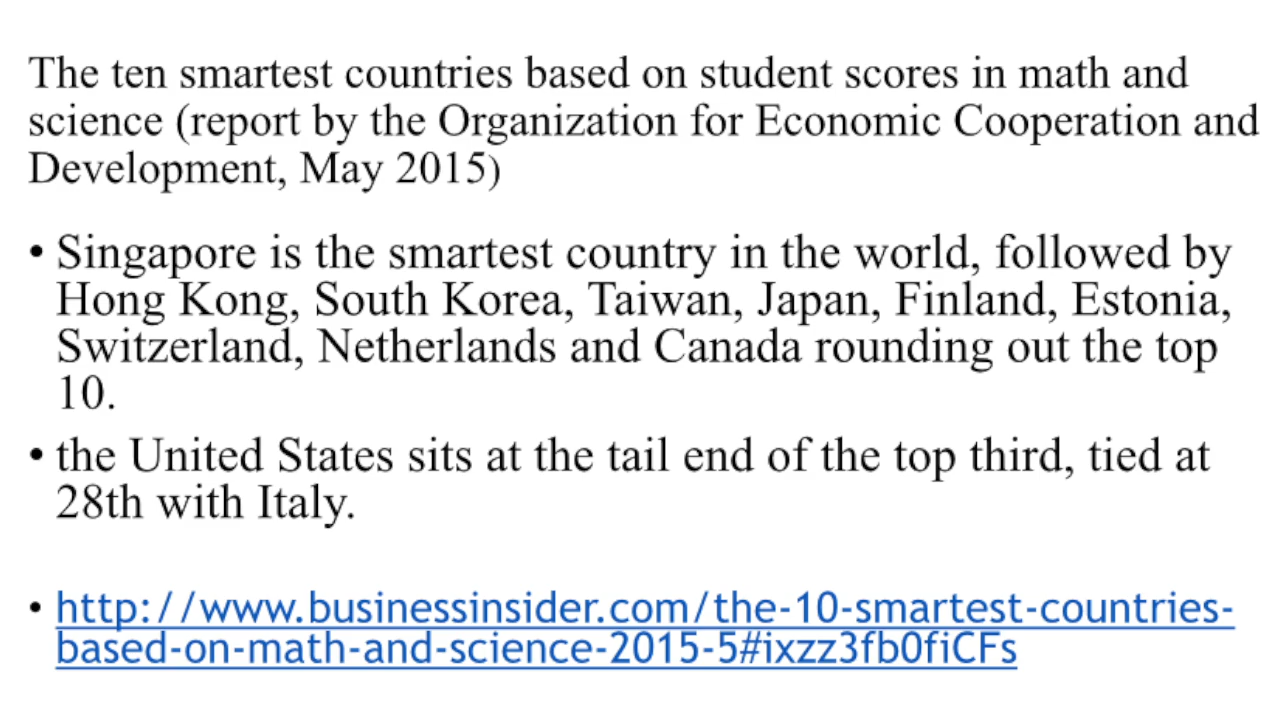 The ten smartest countries based on student scores in math and
science (report by the Organization for Economic Cooperation and
Development, May 2015)
• Singapore is the smartest country in the world, followed by
Hong Kong, South Korea, Taiwan, Japan, Finland, Estonia,
Switzerland, Netherlands and Canada rounding out the top
10.
• the United States sits at the tail end of the top third, tied at
28th with Italy.
• http://www.businessinsider.com/the-10-smartest-countries-
based-on-math-and-science-2015-5#ixzz3fb0fiCFs